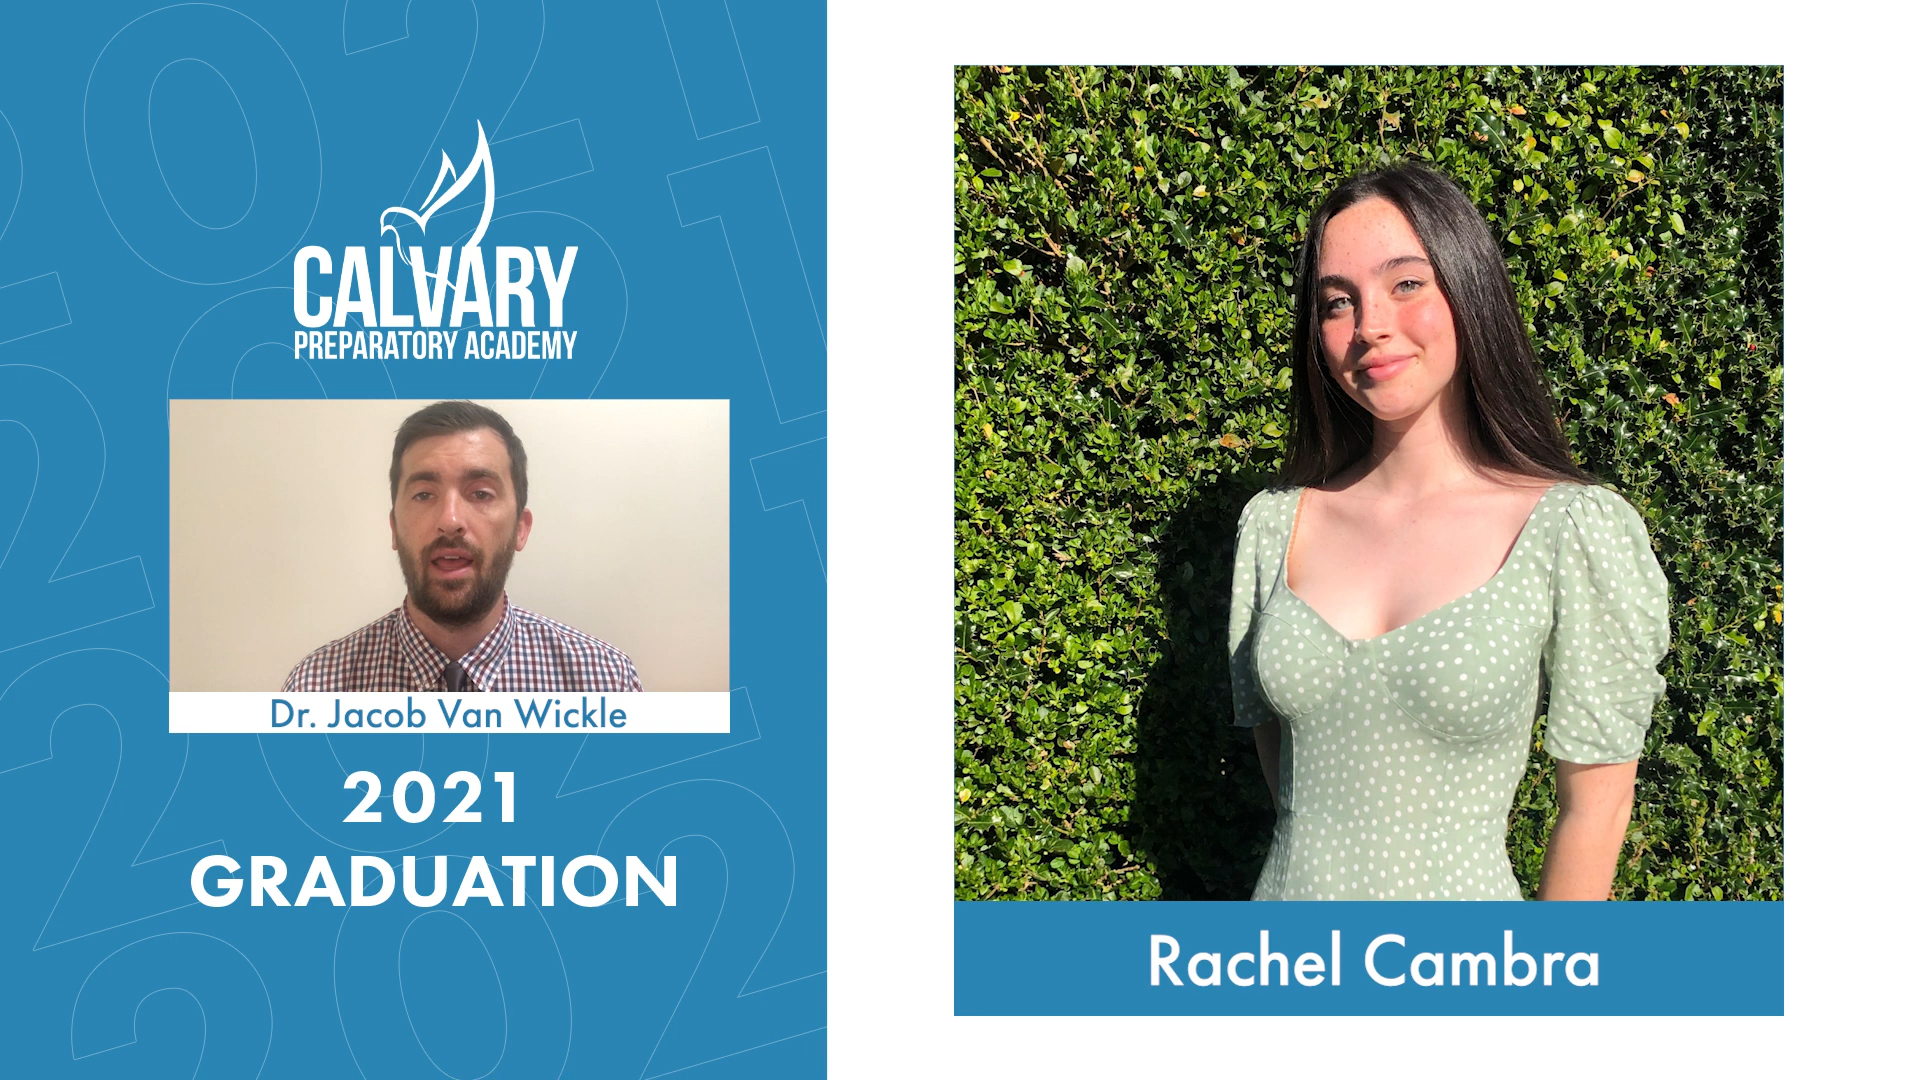 CALVARY
PREPARATORY ACADEMY
Dr. Jacob Van Wickle
2021
GRADUATION
Rachel Cambra